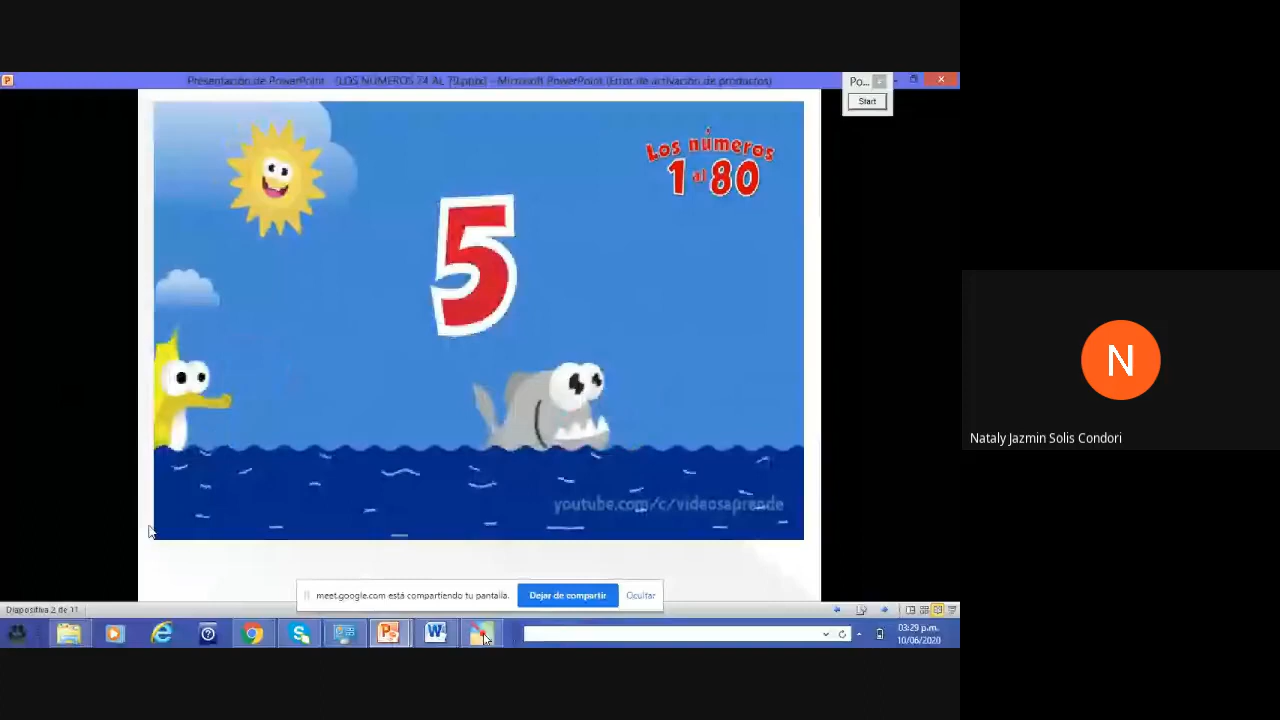 Presentación de PowerPoint - [LOS NUMEROS 74 AL 79.pptx] - Microsoft PowerPoint (Error de activación de productos)
Po...
Start
Los números
1 al 80
5
youtube.com/c/videosaprende
N
Nataly Jazmin Solis Condori
meet.google.com está compartiendo tu pantalla.
Dejar de compartir
Ocultar
Diapositiva 2 de 11
03:29 p.m.
10/06/2020